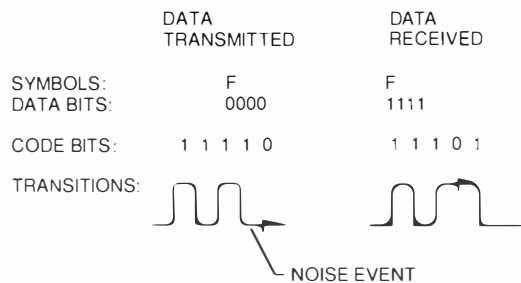 DATA TRANSMITTED
DATA RECEIVED
SYMBOLS: F F
DATA BITS: 0000 1111
CODE BITS: 1 1 1 1 0 1 1 1 0 1
TRANSITIONS:
NOISE EVENT